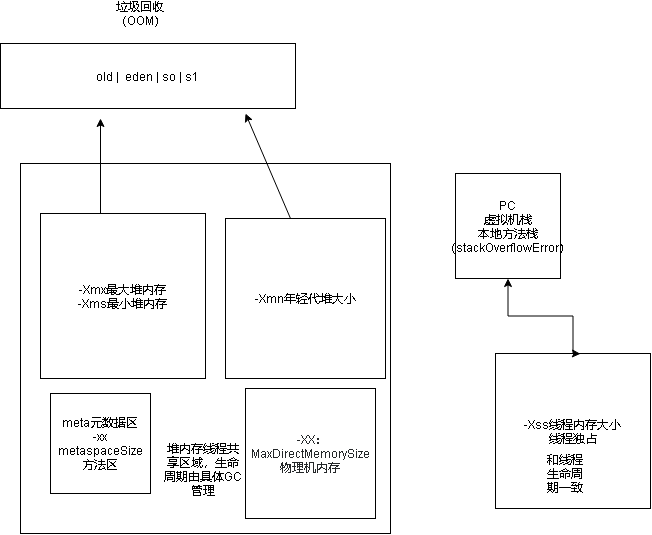 垃圾回收
(OOM)
old | eden | so | s1
-Xmx最大堆内存
-Xms最小堆内存
-Xmn年轻代堆大小
meta元数据区
-xx
metaspaceSize
方法区
堆内存线程共
享区域，生命
周期由具体GC
管理
-XX：
MaxDirectMemorySize
物理机内存
PC
虚拟机栈
本地方法栈
(stackOverflowError)
-Xss线程内存大小
线程独占
和线程
生命周
期一致